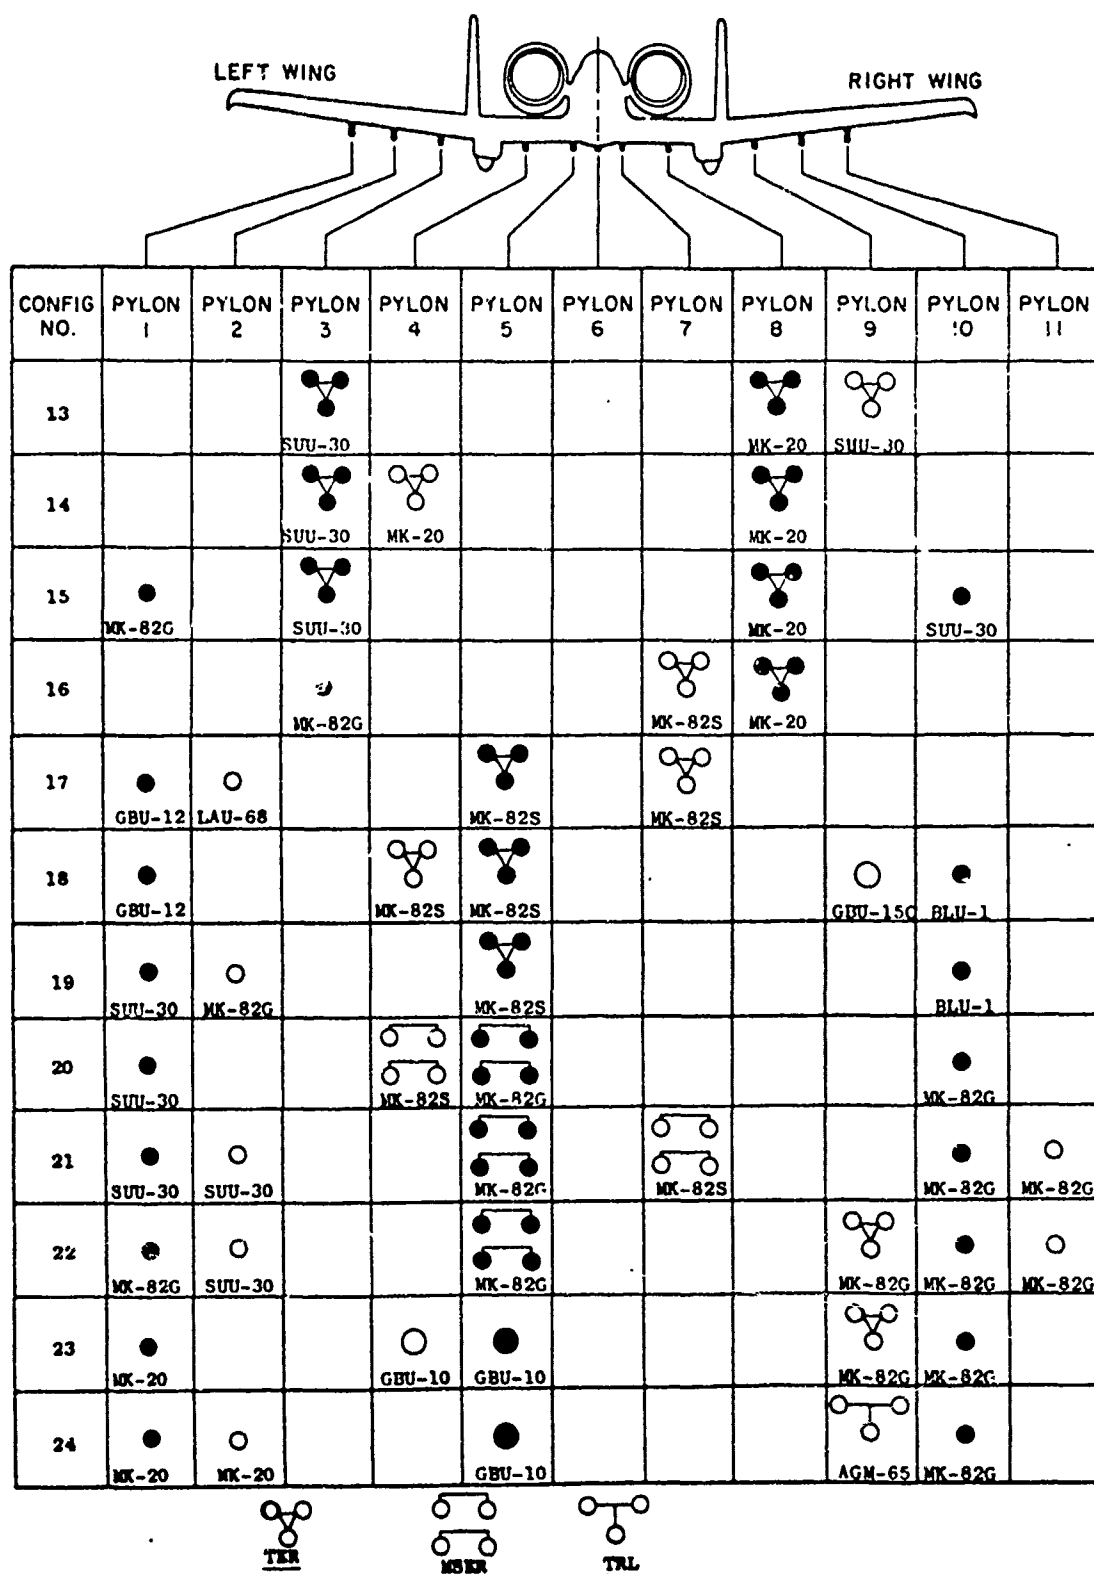 LEFT WING
RIGHT WING
CONFIG NO. PYLON 1 PYLON 2 PYLON 3 PYLON 4 PYLON 5 PYLON 6 PYLON 7 PYLON 8 PYLON 9 PYLON 10 PYLON 11
13 SUU-30 MK-20 SUU-30
14 SUU-30 MK-20 MK-20
15 MK-82G SUU-30 MK-20 SUU-30
16 MK-82G MK-82S MK-20
17 GBU-12 LAU-68 MK-82S MK-82S
18 GBU-12 MK-82S MK-82S GBU-15C BLU-1
19 SUU-30 MK-82G MK-82S BLU-1
20 SUU-30 MK-82S MK-82G MK-82G
21 SUU-30 SUU-30 MK-82G MK-82S MK-82G MK-82G
22 MK-82G SUU-30 MK-82G MK-82G MK-82G MK-82G
23 MK-20 GBU-10 GBU-10 MK-82G MK-82G
24 MK-20 MK-20 GBU-10 AGM-65 MK-82G
TER MSER TRL